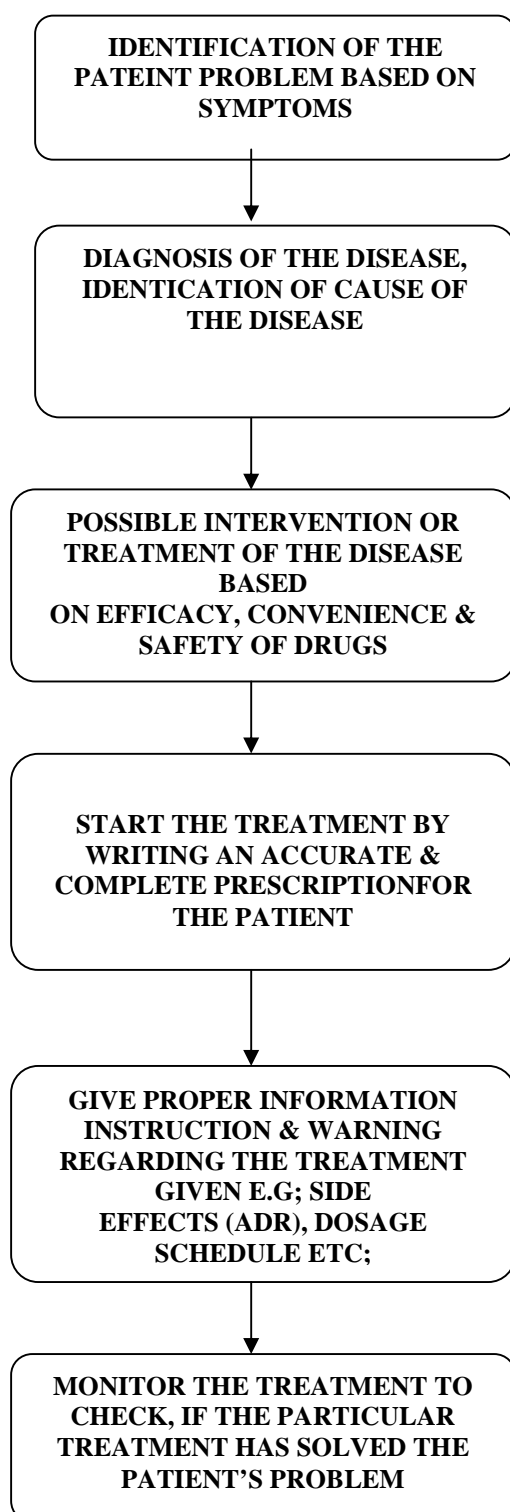 IDENTIFICATION OF THE
PATEINT PROBLEM BASED ON
SYMPTOMS
DIAGNOSIS OF THE DISEASE,
IDENTICATION OF CAUSE OF
THE DISEASE
POSSIBLE INTERVENTION OR
TREATMENT OF THE DISEASE
BASED
ON EFFICACY, CONVENIENCE &
SAFETY OF DRUGS
START THE TREATMENT BY
WRITING AN ACCURATE &
COMPLETE PRESCRIPTIONFOR
THE PATIENT
GIVE PROPER INFORMATION
INSTRUCTION & WARNING
REGARDING THE TREATMENT
GIVEN E.G; SIDE
EFFECTS (ADR), DOSAGE
SCHEDULE ETC;
MONITOR THE TREATMENT TO
CHECK, IF THE PARTICULAR
TREATMENT HAS SOLVED THE
PATIENT’S PROBLEM